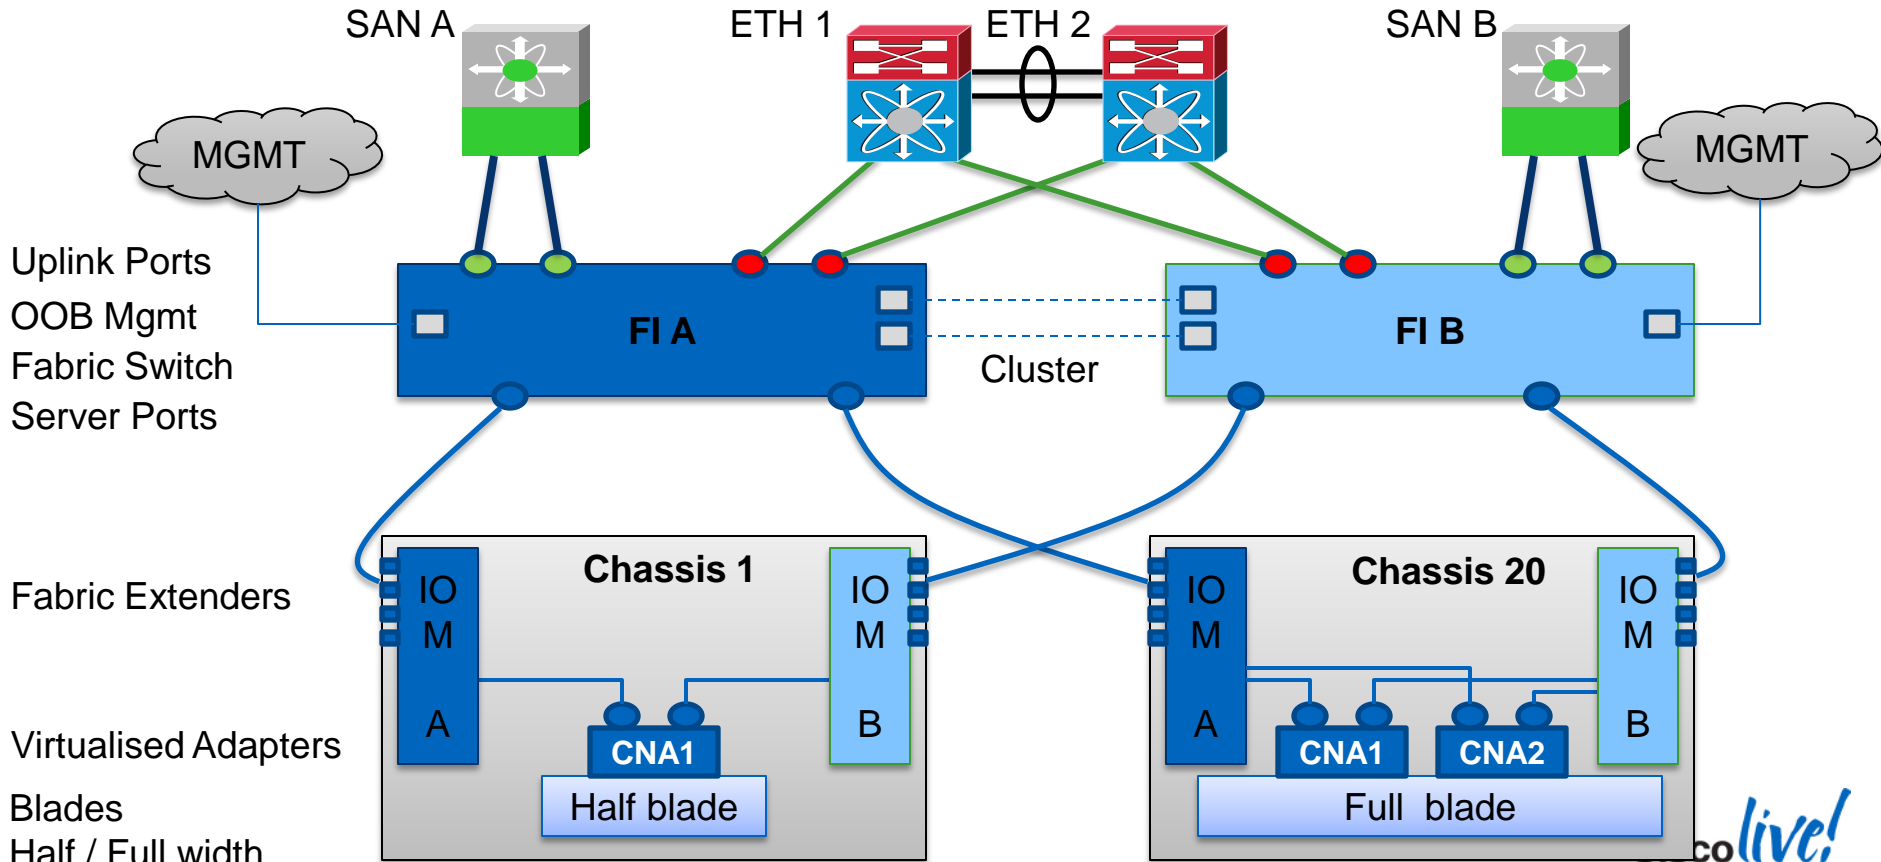 SAN A
ETH 1
ETH 2
SAN B
MGMT
MGMT
Uplink Ports
OOB Mgmt
Fabric Switch
Server Ports
FI A
FI B
Cluster
Chassis 1
Chassis 20
Fabric Extenders
IO
M
A
IO
M
B
IO
M
A
IO
M
B
Virtualised Adapters
CNA1
CNA1
CNA2
Blades
Half / Full width
Half blade
Full blade
live!